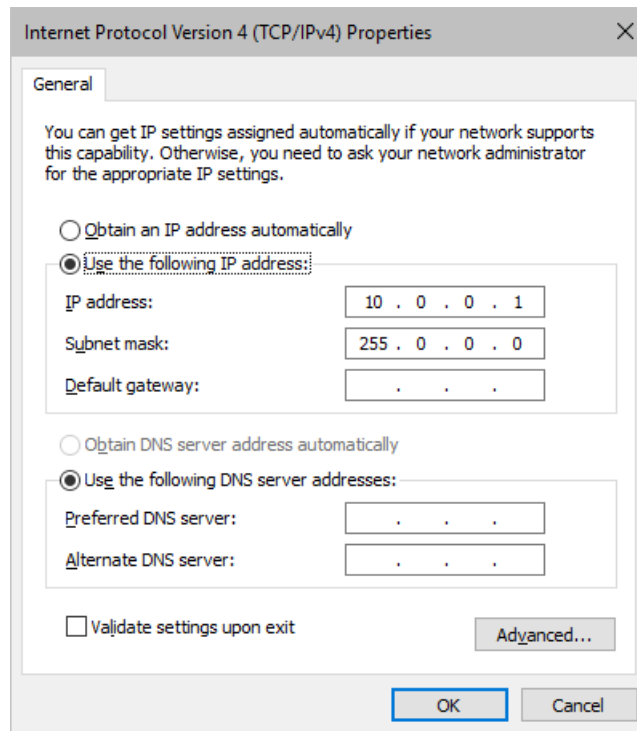 Internet Protocol Version 4 (TCP/IPv4) Properties
General
You can get IP settings assigned automatically if your network supports
this capability. Otherwise, you need to ask your network administrator
for the appropriate IP settings.
Obtain an IP address automatically
Use the following IP address:
IP address: 10 . 0 . 0 . 1
Subnet mask: 255 . 0 . 0 . 0
Default gateway: . . .
Obtain DNS server address automatically
Use the following DNS server addresses:
Preferred DNS server: . . .
Alternate DNS server: . . .
Validate settings upon exit
Advanced...
OK Cancel